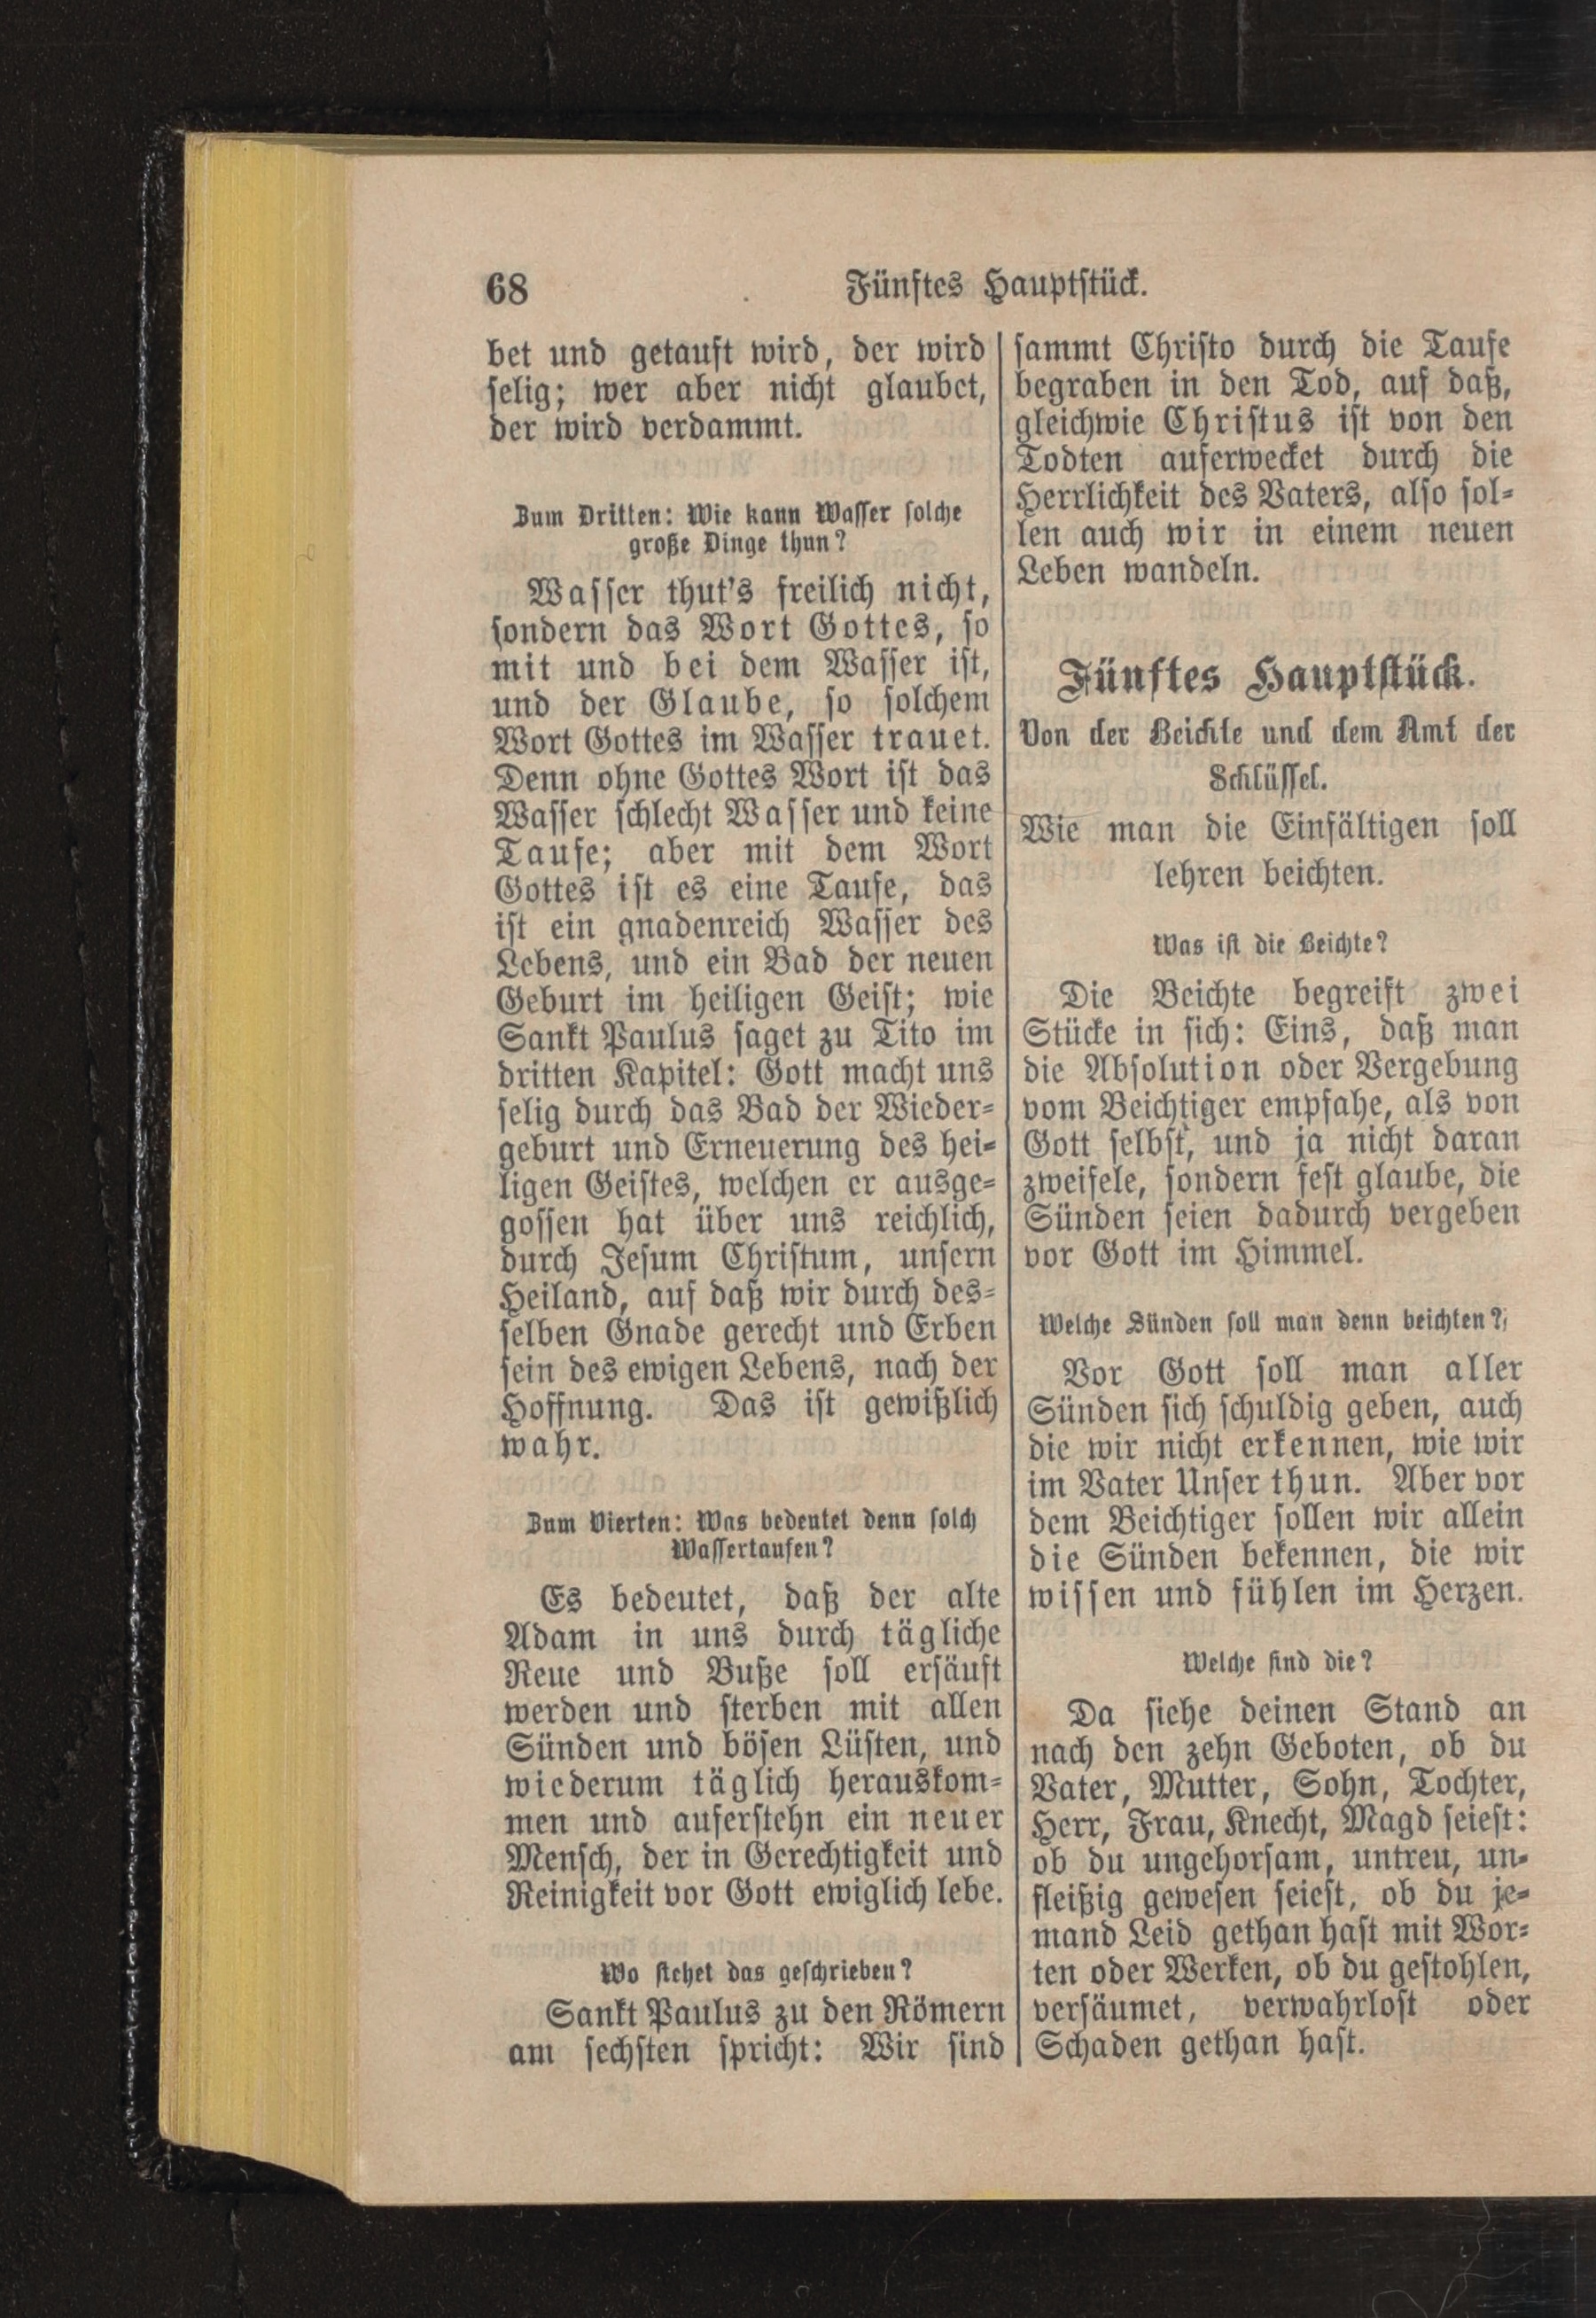 68
Fünftes Hauptstück.
bet und getauft wird, der wird
selig; wer aber nicht glaubet,
der wird verdammt.
Zum Dritten: Wie kann Wasser solche
große Dinge thun?
Wasser thut's freilich nicht,
sondern das Wort Gottes, so
mit und bei dem Wasser ist,
und der Glaube, so solchem
Wort Gottes im Wasser trauet.
Denn ohne Gottes Wort ist das
Wasser schlecht Wasser und keine
Taufe; aber mit dem Wort
Gottes ist es eine Taufe, das
ist ein gnadenreich Wasser des
Lebens, und ein Bad der neuen
Geburt im heiligen Geist; wie
Sankt Paulus saget zu Tito im
dritten Kapitel: Gott macht uns
selig durch das Bad der Wieder-
geburt und Erneuerung des hei-
ligen Geistes, welchen er ausge-
gossen hat über uns reichlich,
durch Jesum Christum, unsern
Heiland, auf daß wir durch des-
selben Gnade gerecht und Erben
sein des ewigen Lebens, nach der
Hoffnung. Das ist gewißlich
wahr.
Zum Vierten: Was bedeutet denn solch
Wassertaufen?
Es bedeutet, daß der alte
Adam in uns durch tägliche
Reue und Buße soll ersäuft
werden und sterben mit allen
Sünden und bösen Lüsten, und
wiederum täglich herauskom-
men und auferstehn ein neuer
Mensch, der in Gerechtigkeit und
Reinigkeit vor Gott ewiglich lebe.
Wo stehet das geschrieben?
Sankt Paulus zu den Römern
am sechsten spricht: Wir sind
sammt Christo durch die Taufe
begraben in den Tod, auf daß,
gleichwie Christus ist von den
Todten auferwecket durch die
Herrlichkeit des Vaters, also sol-
len auch wir in einem neuen
Leben wandeln.
Fünftes Hauptstück.
Von der Beichte und dem Amt der
Schlüssel.
Wie man die Einfältigen soll
lehren beichten.
Was ist die Beichte?
Die Beichte begreift zwei
Stücke in sich: Eins, daß man
die Absolution oder Vergebung
vom Beichtiger empfahe, als von
Gott selbst, und ja nicht daran
zweifele, sondern fest glaube, die
Sünden seien dadurch vergeben
vor Gott im Himmel.
Welche Sünden soll man denn beichten?
Vor Gott soll man aller
Sünden sich schuldig geben, auch
die wir nicht erkennen, wie wir
im Vater Unser thun. Aber vor
dem Beichtiger sollen wir allein
die Sünden bekennen, die wir
wissen und fühlen im Herzen.
Welche sind die?
Da siehe deinen Stand an
nach den zehn Geboten, ob du
Vater, Mutter, Sohn, Tochter,
Herr, Frau, Knecht, Magd seiest:
ob du ungehorsam, untreu, un-
fleißig gewesen seiest, ob du je-
mand Leid gethan hast mit Wor-
ten oder Werken, ob du gestohlen,
versäumet, verwahrlost oder
Schaden gethan hast.